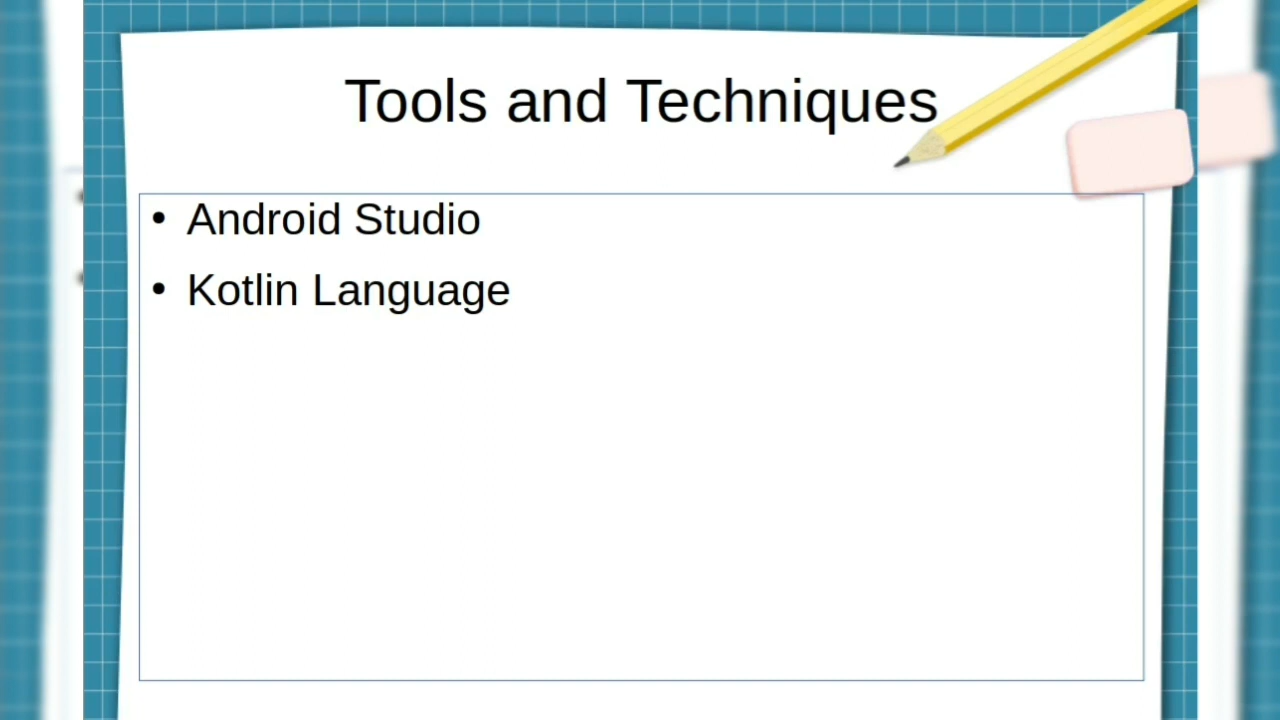 Tools and Techniques
• Android Studio
• Kotlin Language